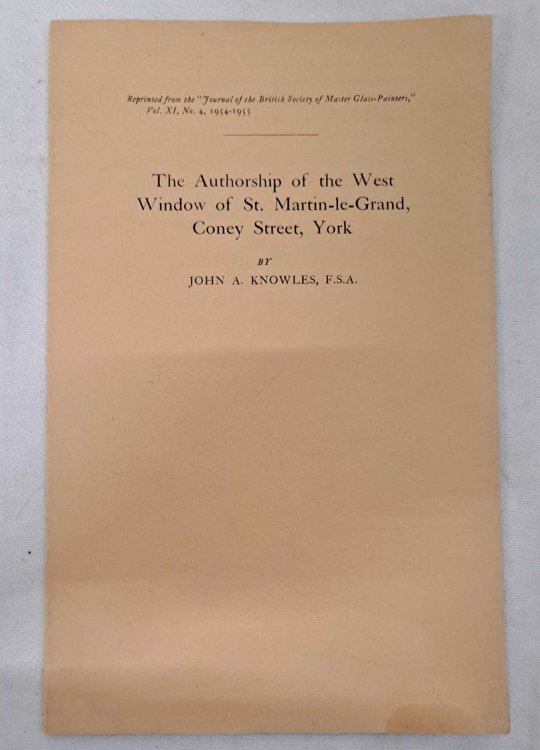 Reprinted from the "Journal of the British Society of Master Glass-Painters,"
Vol. XI, No. 4, 1954-1955
The Authorship of the West
Window of St. Martin-le-Grand,
Coney Street, York
BY
JOHN A. KNOWLES, F.S.A.